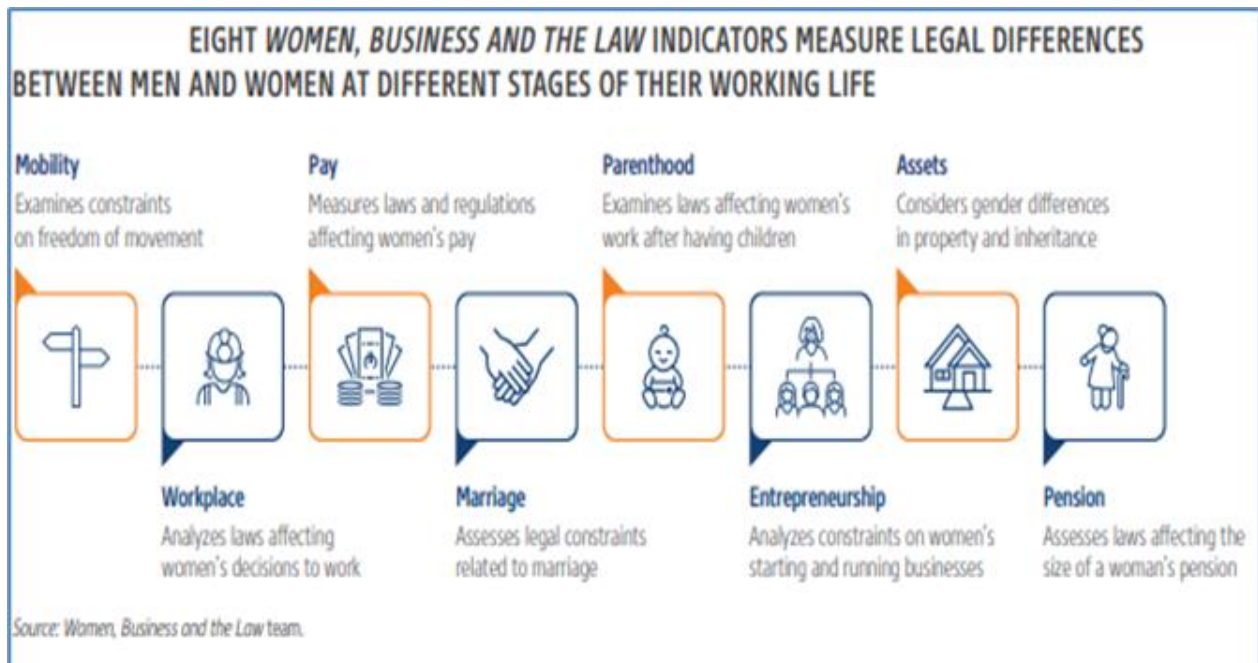 EIGHT WOMEN, BUSINESS AND THE LAW INDICATORS MEASURE LEGAL DIFFERENCES
BETWEEN MEN AND WOMEN AT DIFFERENT STAGES OF THEIR WORKING LIFE
Mobility
Examines constraints
on freedom of movement
Pay
Measures laws and regulations
affecting women's pay
Parenthood
Examines laws affecting women's
work after having children
Assets
Considers gender differences
in property and inheritance
Workplace
Analyzes laws affecting
women's decisions to work
Marriage
Assesses legal constraints
related to marriage
Entrepreneurship
Analyzes constraints on women's
starting and running businesses
Pension
Assesses laws affecting the
size of a woman's pension
Source: Women, Business and the Law team.